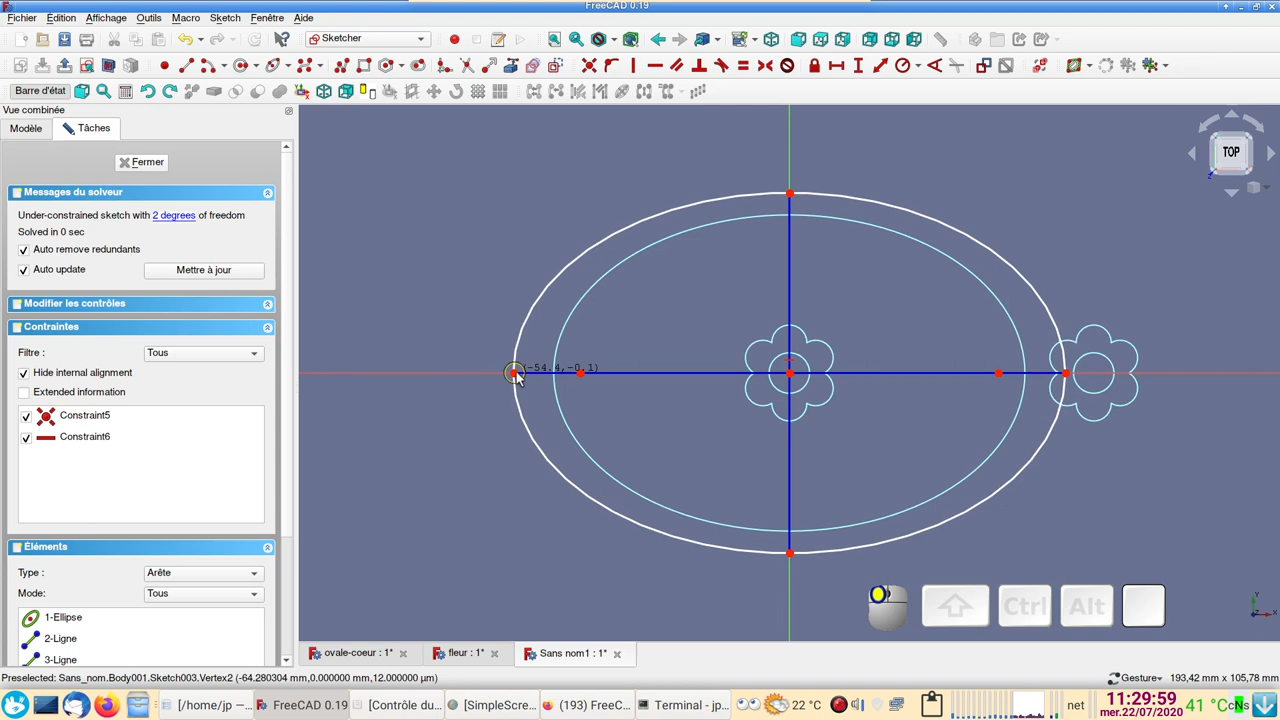 FreeCAD 0.19
Fichier Édition Affichage Outils Macro Sketch Fenêtre Aide
Sketcher
Barre d'état
Vue combinée
Modèle Tâches
TOP
Fermer
Messages du solveur
Under-constrained sketch with 2 degrees of freedom
Solved in 0 sec
Auto remove redundants
Auto update Mettre à jour
Modifier les contrôles
Contraintes
Filtre : Tous
Hide internal alignment
(-54.4,-0.1)
Extended information
Constraint5
Constraint6
Éléments
Type : Arête
Mode: Tous
1-Ellipse
2-Ligne
3-Ligne
Ctrl Alt
Y
X
Z
ovale-coeur : 1* fleur : 1* Sans nom1 : 1*
Preselected: Sans_nom.Body001.Sketch003.Vertex2 (-64.280304 mm,0.000000 mm,12.000000 µm) Gesture 193,42 mm x 105,78 mm
[/home/jp —... FreeCAD 0.19 [Contrôle du... [SimpleScre... (193) FreeC... Terminal - jp... 22 °C net 11:29:59
mer.22/07/2020 41 °C cNs